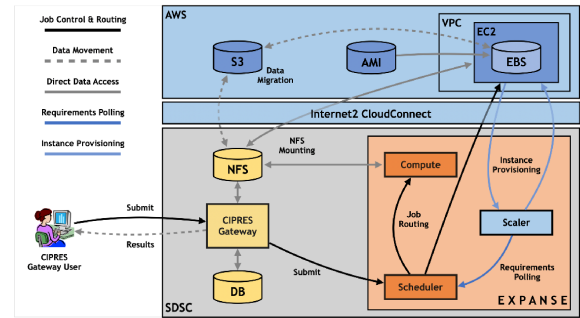 Job Control & Routing
Data Movement
Direct Data Access
Requirements Polling
Instance Provisioning
AWS
VPC
EC2
S3
AMI
EBS
Data
Migration
Internet2 CloudConnect
NFS
NFS
Mounting
Compute
Instance
Provisioning
Submit
CIPRES
Gateway
Job
Routing
Scaler
Results
CIPRES
Gateway User
Submit
Requirements
Polling
DB
Scheduler
SDSC
EXPANSE